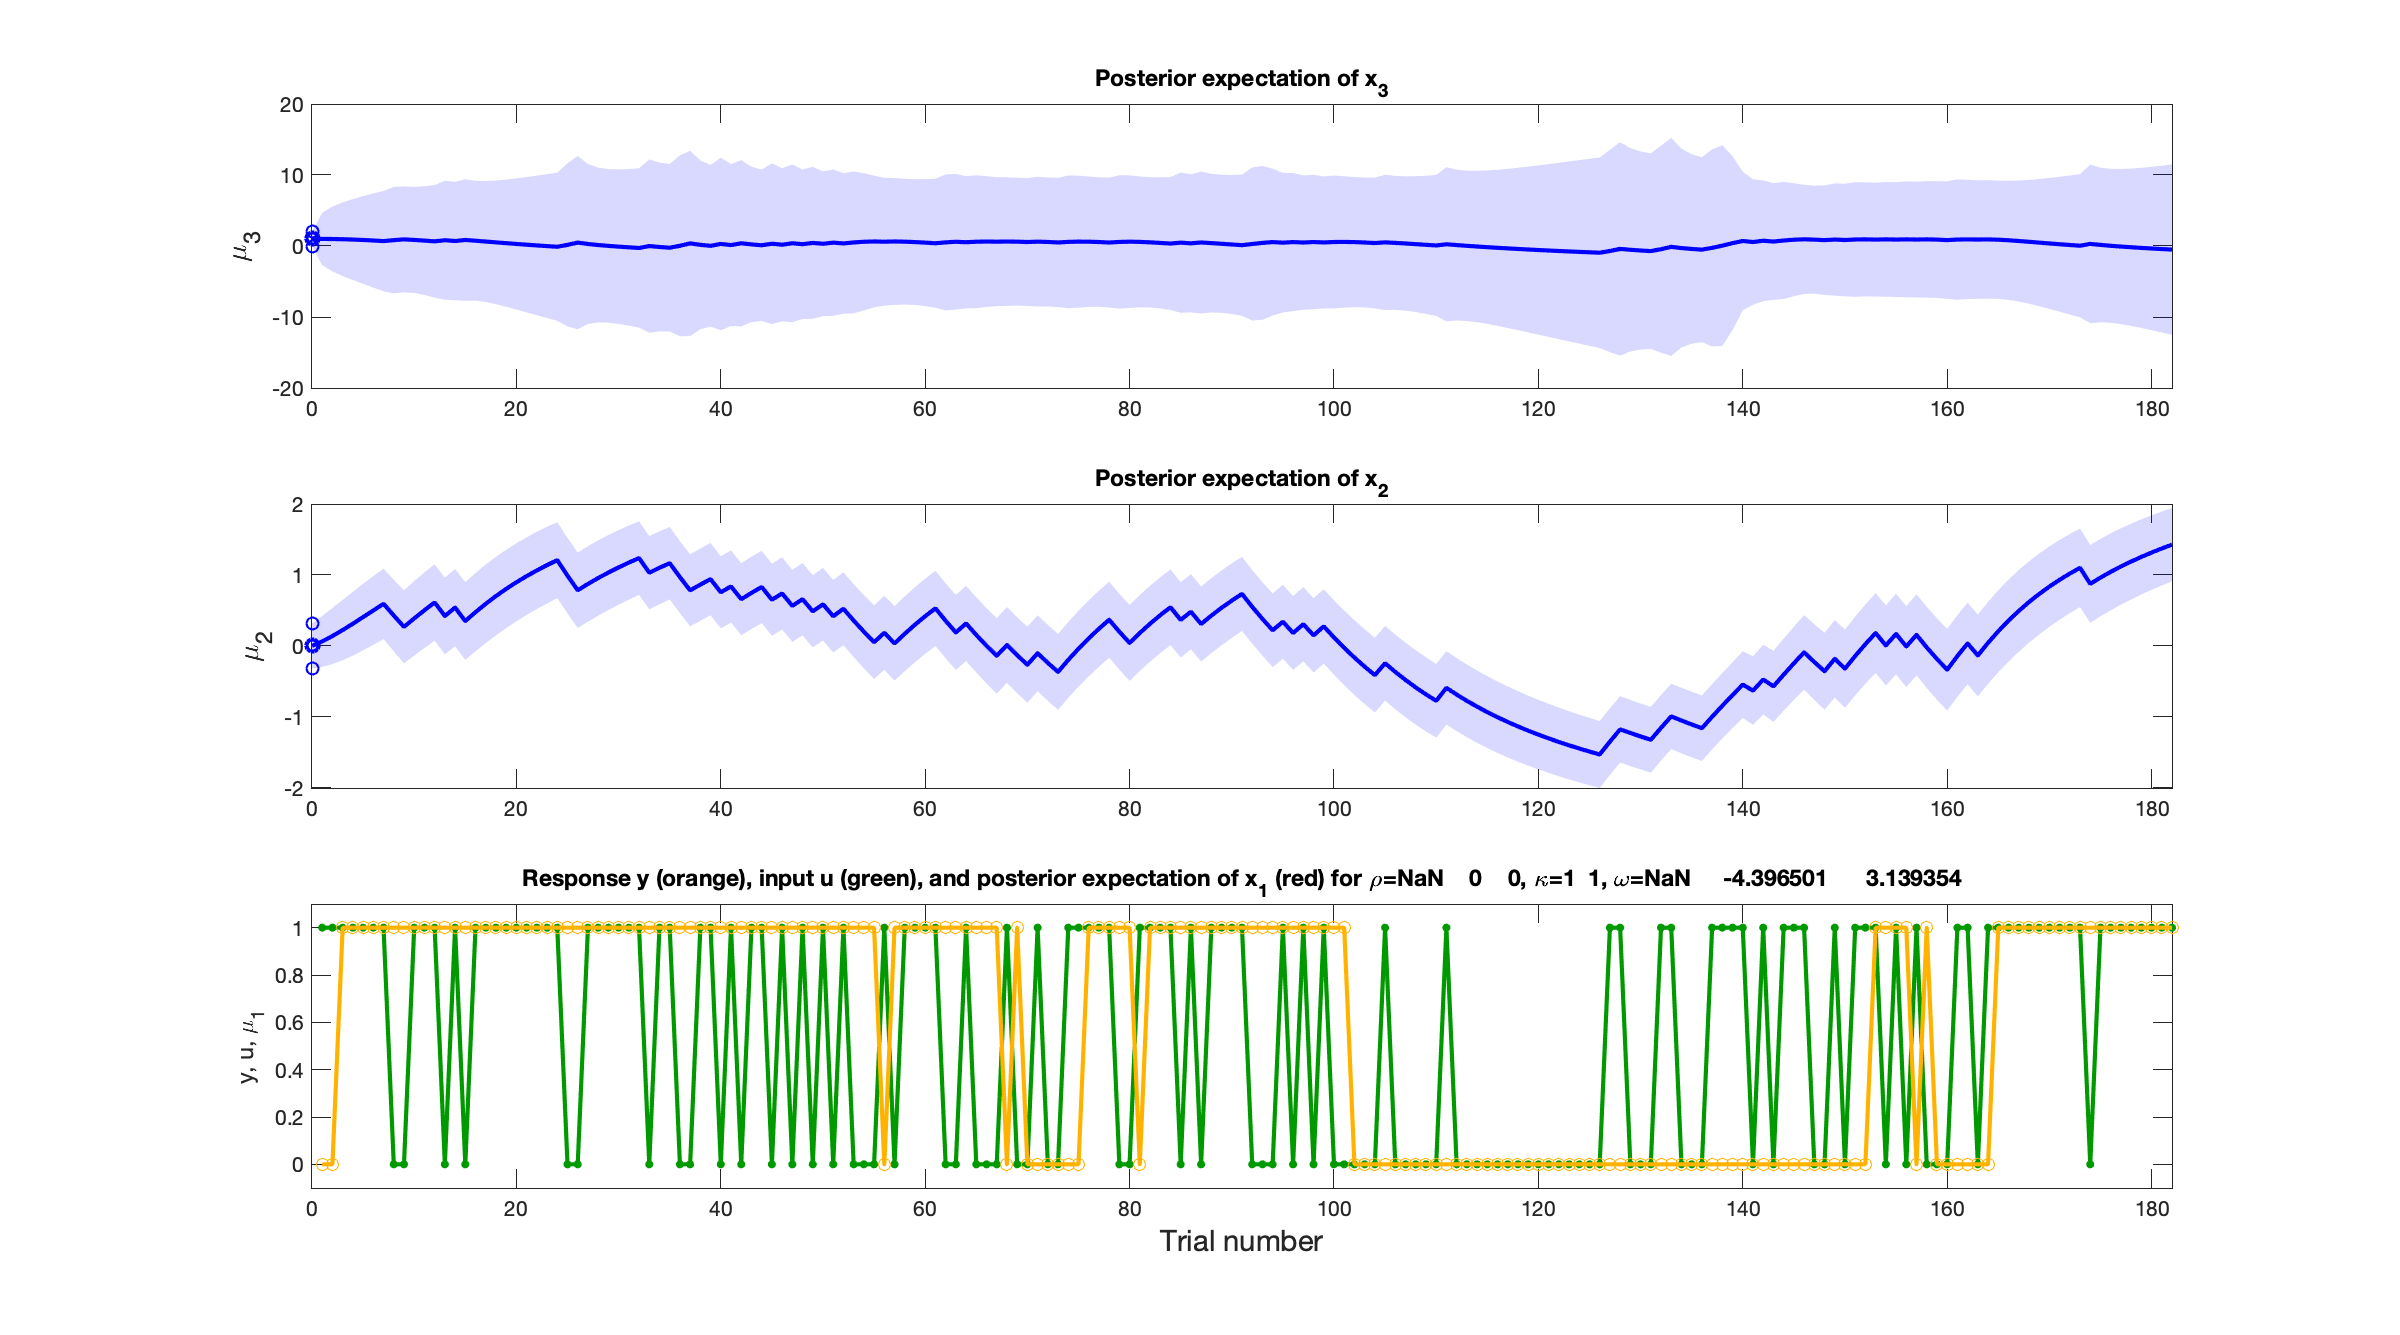 Posterior expectation of x3
20
10
0
-10
-20
μ3
0 20 40 60 80 100 120 140 160 180
Posterior expectation of x2
2
1
0
-1
-2
μ2
0 20 40 60 80 100 120 140 160 180
Response y (orange), input u (green), and posterior expectation of x1 (red) for ρ=NaN 0 0, κ=1 1, ω=NaN -4.396501 3.139354
1
0.8
0.6
0.4
0.2
0
y, u, μ1
0 20 40 60 80 100 120 140 160 180
Trial number